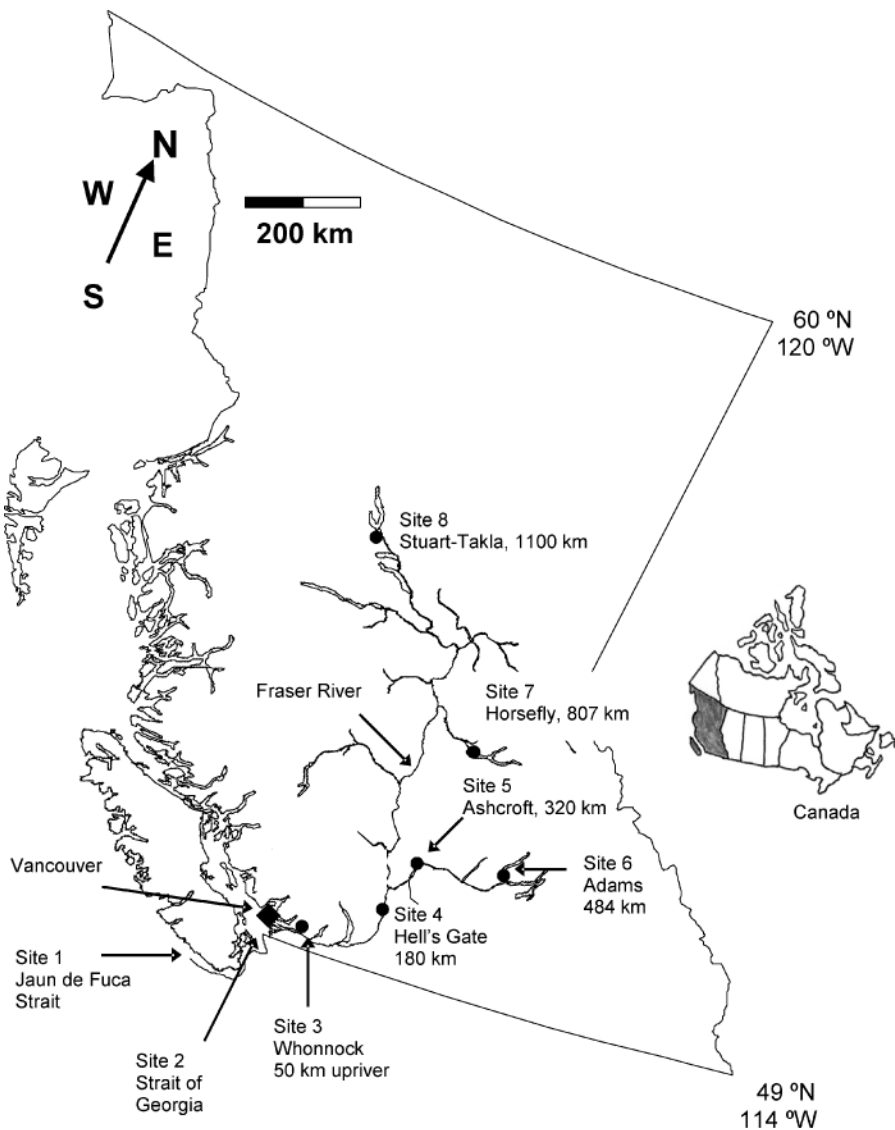 N
W
E
S
200 km
60 ºN
120 ºW
Site 8
Stuart-Takla, 1100 km
Fraser River
Site 7
Horsefly, 807 km
Site 5
Ashcroft, 320 km
Canada
Vancouver
Site 6
Adams
484 km
Site 4
Hell's Gate
180 km
Site 1
Jaun de Fuca
Strait
Site 3
Whonnock
50 km upriver
Site 2
Strait of
Georgia
49 ºN
114 ºW